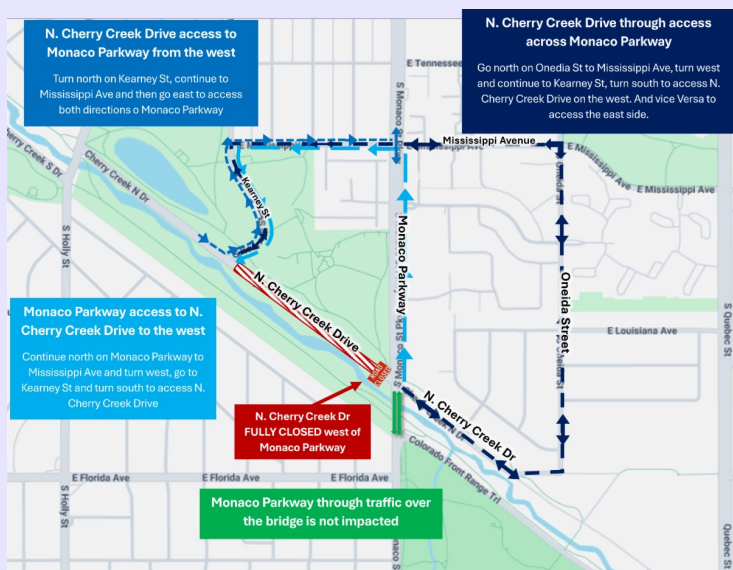 N. Cherry Creek Drive access to
Monaco Parkway from the west
Turn north on Kearney St, continue to
Mississippi Ave and then go east to access
both directions o Monaco Parkway
N. Cherry Creek Drive through access
across Monaco Parkway
Go north on Onedia St to Mississippi Ave, turn west
and continue to Kearney St, turn south to access N.
Cherry Creek Drive on the west. And vice Versa to
access the east side.
E Tennessee
Mississippi Avenue
E Mississippi Ave
E Mississippi Ave
Cherry Creek S Dr
Cherry Creek N Dr
S Holly St
Kearney St
Monaco Parkway
Oneida Street
N. Cherry Creek Drive
Monaco Parkway access to N.
Cherry Creek Drive to the west
Continue north on Monaco Parkway to
Mississippi Ave and turn west, go to
Kearney St and turn south to access N.
Cherry Creek Drive
E Louisiana Ave
S Quebec St
ROAD
CLOSED
N. Cherry Creek Dr
FULLY CLOSED west of
Monaco Parkway
N. Cherry Creek Dr
Colorado Front Range Trl
E Florida Ave
E Florida Ave
E Florida Ave
S Holly St
Monaco Parkway through traffic over
the bridge is not impacted
Quebec St